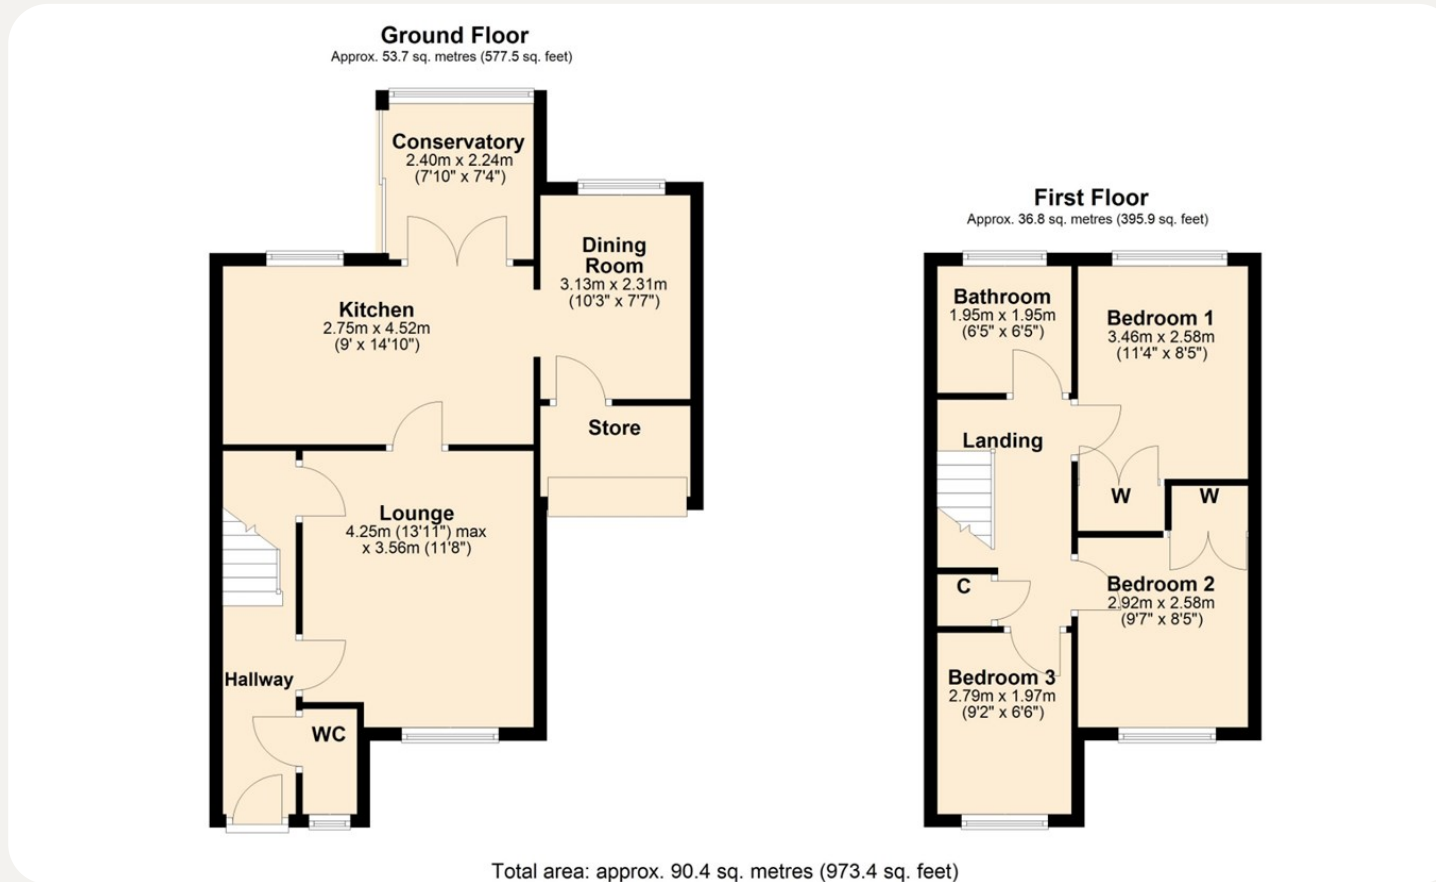 Ground Floor
Approx. 53.7 sq. metres (577.5 sq. feet)
Conservatory
2.40m x 2.24m
(7'10" x 7'4")
Dining
Room
3.13m x 2.31m
(10'3" x 7'7")
Kitchen
2.75m x 4.52m
(9' x 14'10")
Store
Lounge
4.25m (13'11") max
x 3.56m (11'8")
Hallway
WC
First Floor
Approx. 36.8 sq. metres (395.9 sq. feet)
Bathroom
1.95m x 1.95m
(6'5" x 6'5")
Bedroom 1
3.46m x 2.58m
(11'4" x 8'5")
Landing
W
W
C
Bedroom 2
2.92m x 2.58m
(9'7" x 8'5")
Bedroom 3
2.79m x 1.97m
(9'2" x 6'6")
Total area: approx. 90.4 sq. metres (973.4 sq. feet)